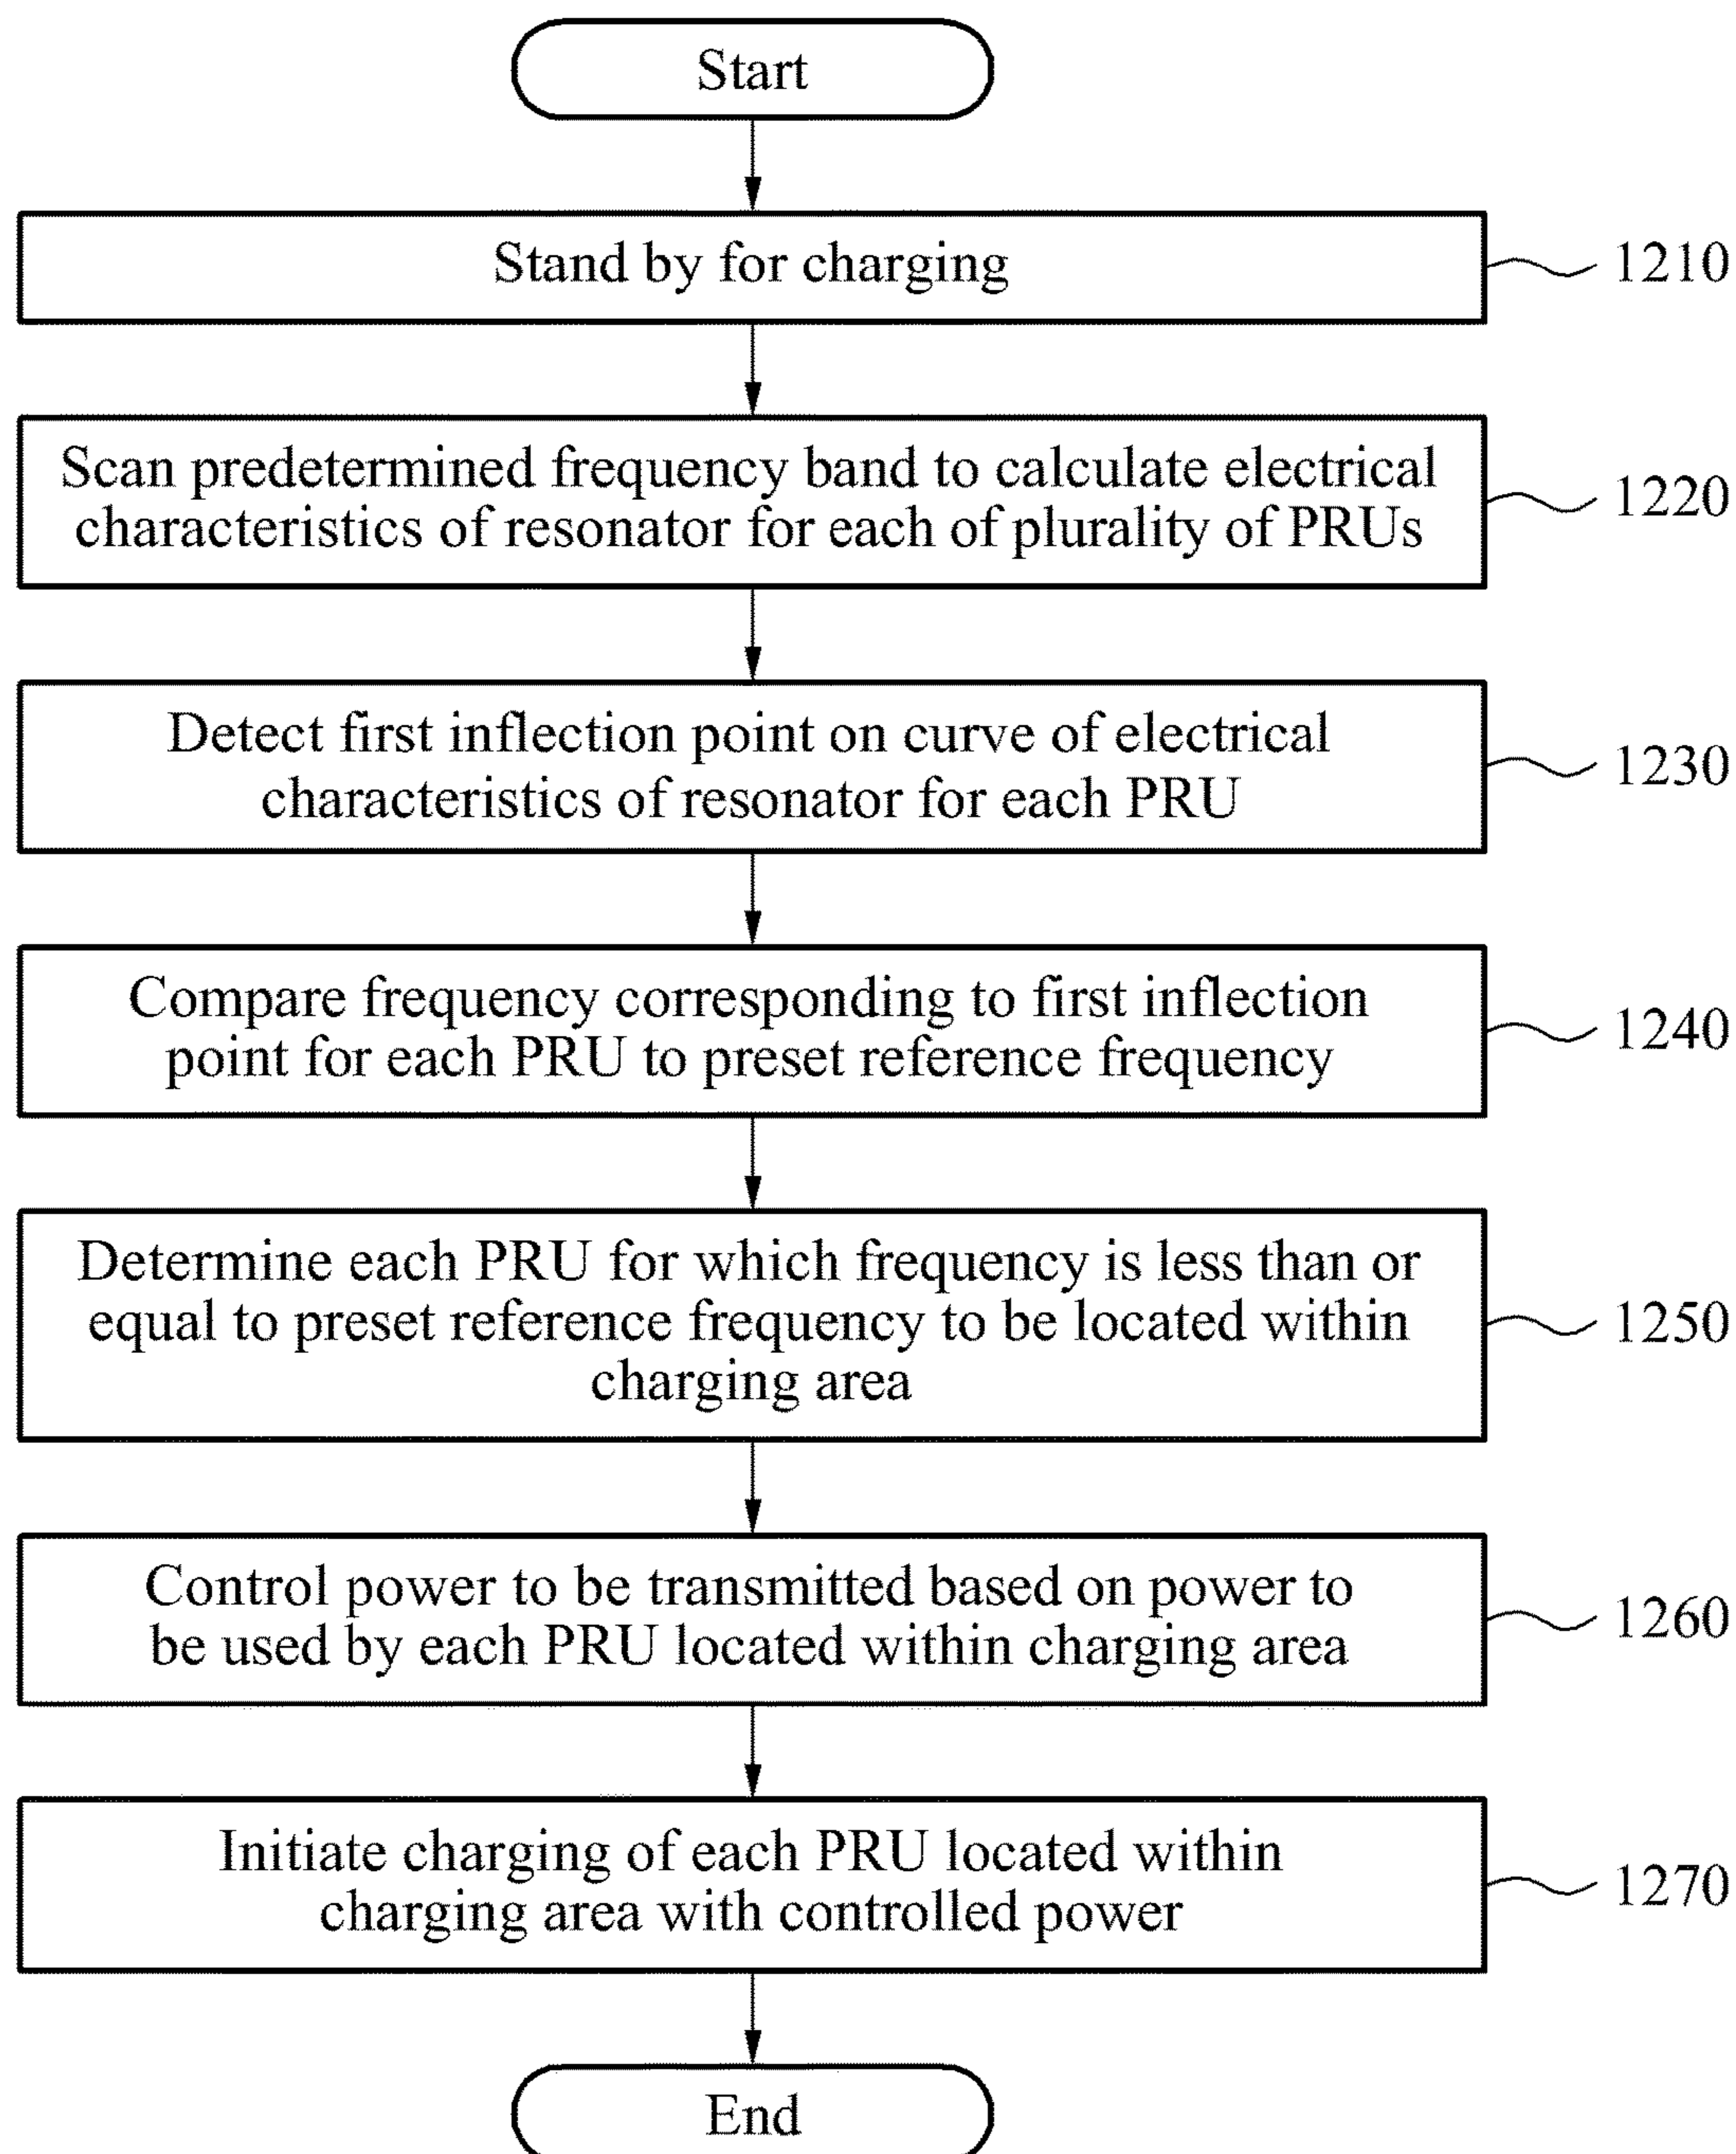 Start
Stand by for charging
1210
Scan predetermined frequency band to calculate electrical
characteristics of resonator for each of plurality of PRUs
1220
Detect first inflection point on curve of electrical
characteristics of resonator for each PRU
1230
Compare frequency corresponding to first inflection
point for each PRU to preset reference frequency
1240
Determine each PRU for which frequency is less than or
equal to preset reference frequency to be located within
charging area
1250
Control power to be transmitted based on power to
be used by each PRU located within charging area
1260
Initiate charging of each PRU located within
charging area with controlled power
1270
End